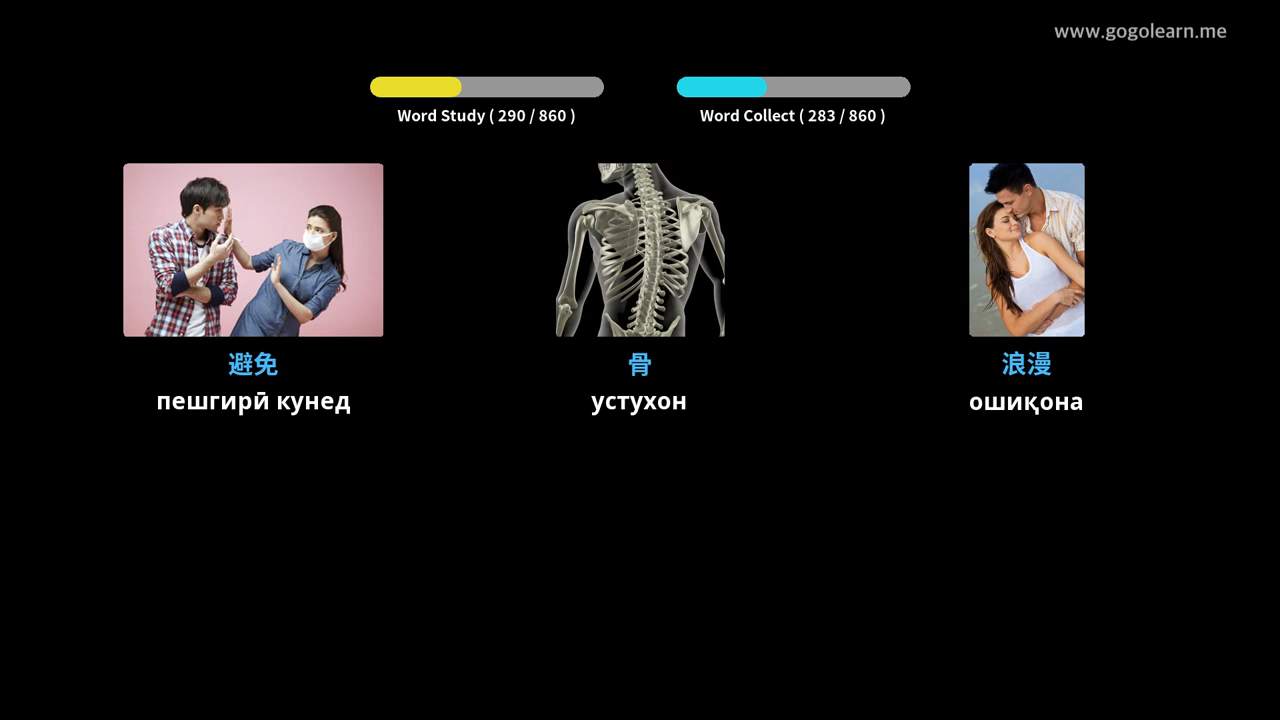 www.gogolearn.me
Word Study ( 290 / 860 )
Word Collect ( 283 / 860 )
避免
骨
浪漫
пешгирӣ кунед
устухон
ошиқона